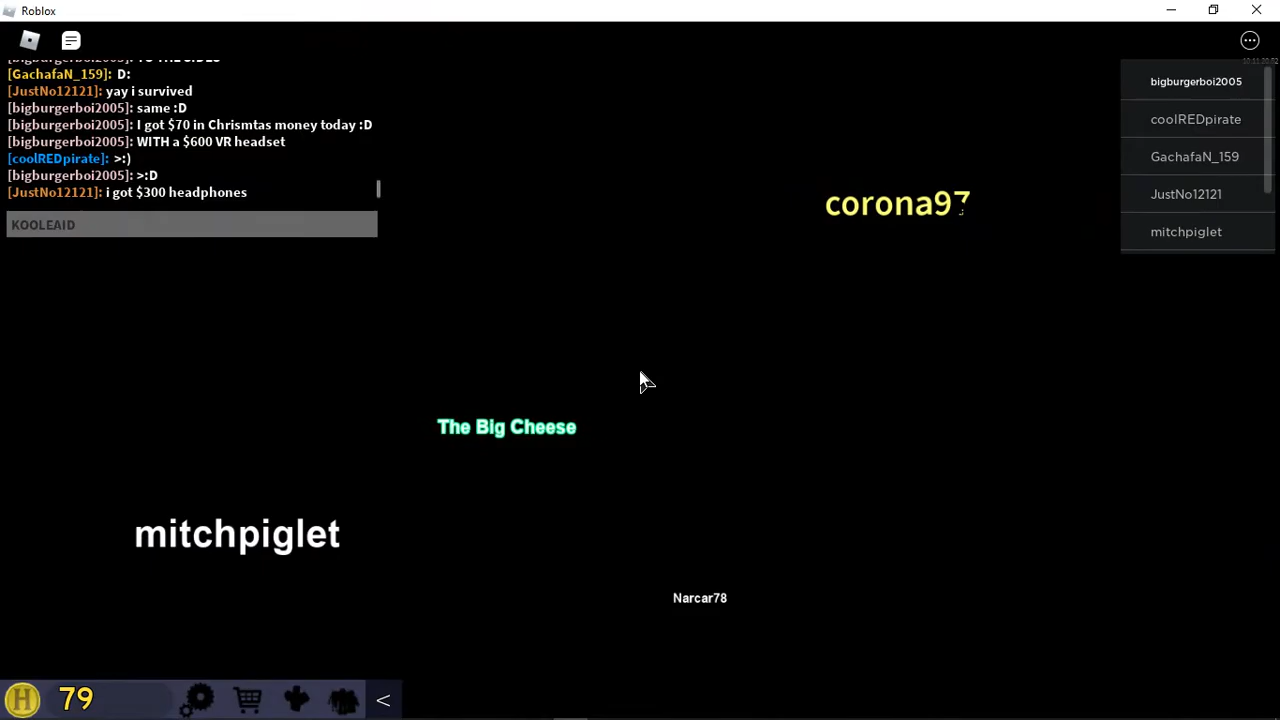 Roblox
[GachafaN_159]: D:
[JustNo12121]: yay i survived
[bigburgerboi2005]: same :D
[bigburgerboi2005]: I got $70 in Chrismtas money today :D
[bigburgerboi2005]: WITH a $600 VR headset
[coolREDpirate]: >:)
[bigburgerboi2005]: >:D
[JustNo12121]: i got $300 headphones
KOOLEAID
bigburgerboi2005
coolREDpirate
GachafaN_159
JustNo12121
mitchpiglet
corona97
The Big Cheese
mitchpiglet
Narcar78
H 79
<